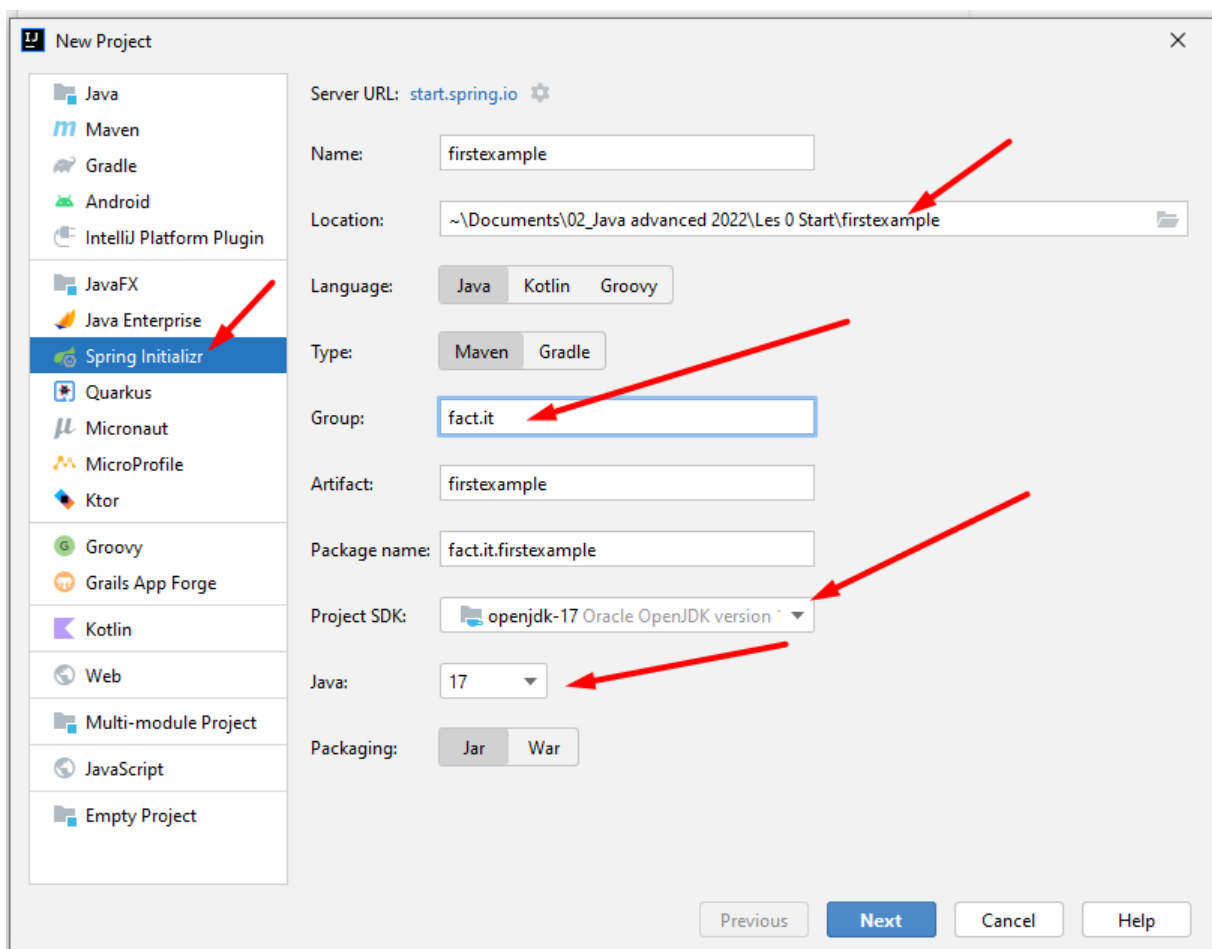 New Project
Java
Maven
Gradle
Android
IntelliJ Platform Plugin
JavaFX
Java Enterprise
Spring Initializr
Quarkus
Micronaut
MicroProfile
Ktor
Groovy
Grails App Forge
Kotlin
Web
Multi-module Project
JavaScript
Empty Project
Server URL: start.spring.io
Name: firstexample
Location: ~\Documents\02_Java advanced 2022\Les 0 Start\firstexample
Language: Java Kotlin Groovy
Type: Maven Gradle
Group: fact.it
Artifact: firstexample
Package name: fact.it.firstexample
Project SDK: openjdk-17 Oracle OpenJDK version
Java: 17
Packaging: Jar War
Previous Next Cancel Help